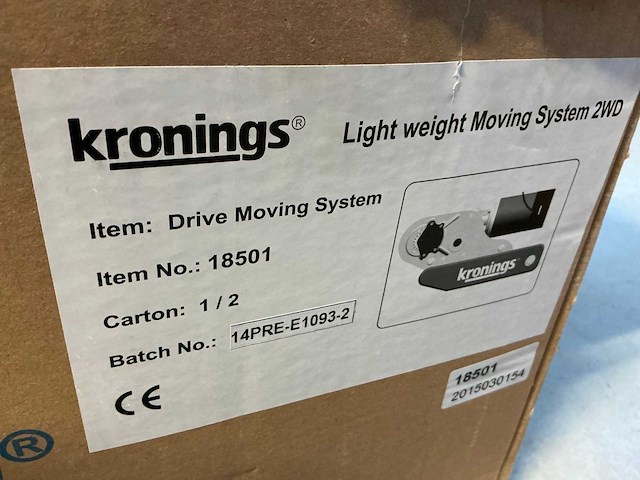 kronings®
Light weight Moving System 2WD
Item: Drive Moving System
Item No.: 18501
Carton: 1 / 2
Batch No.: 14PRE-E1093-2
kronings
CE
18501
2015030154
®